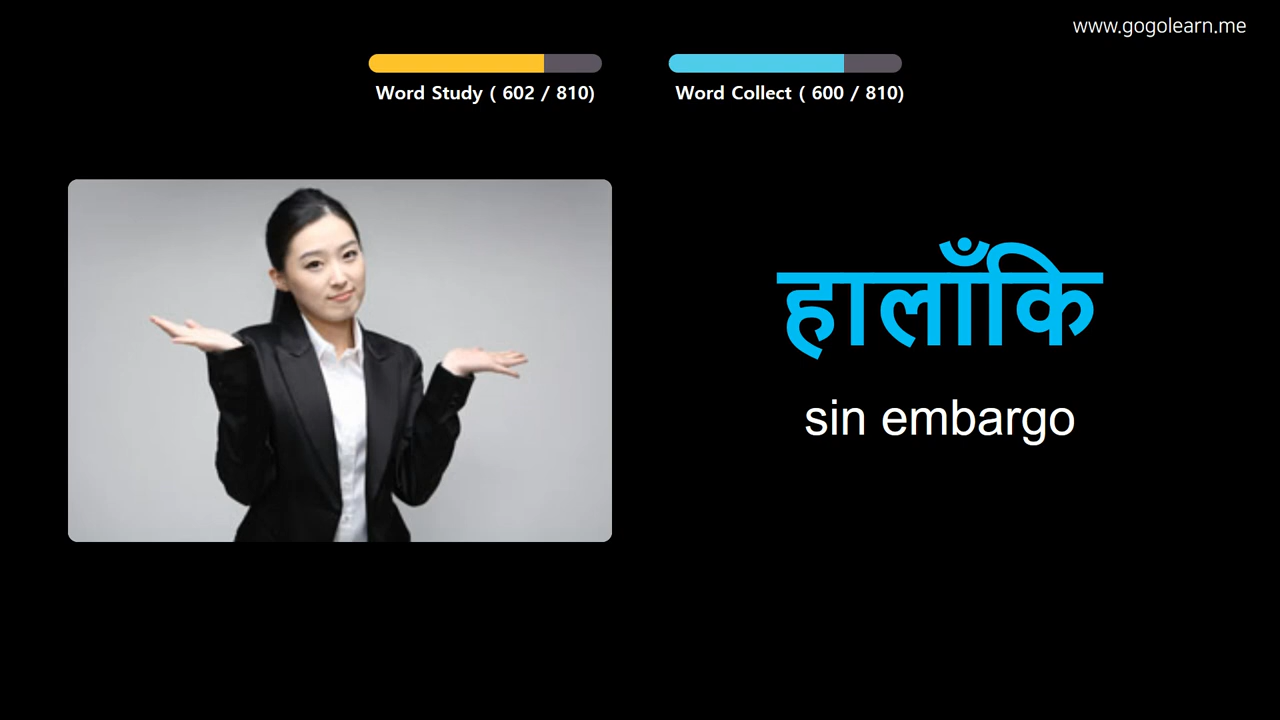 www.gogolearn.me
Word Study ( 602 / 810)
Word Collect ( 600 / 810)
हालाँकि
sin embargo